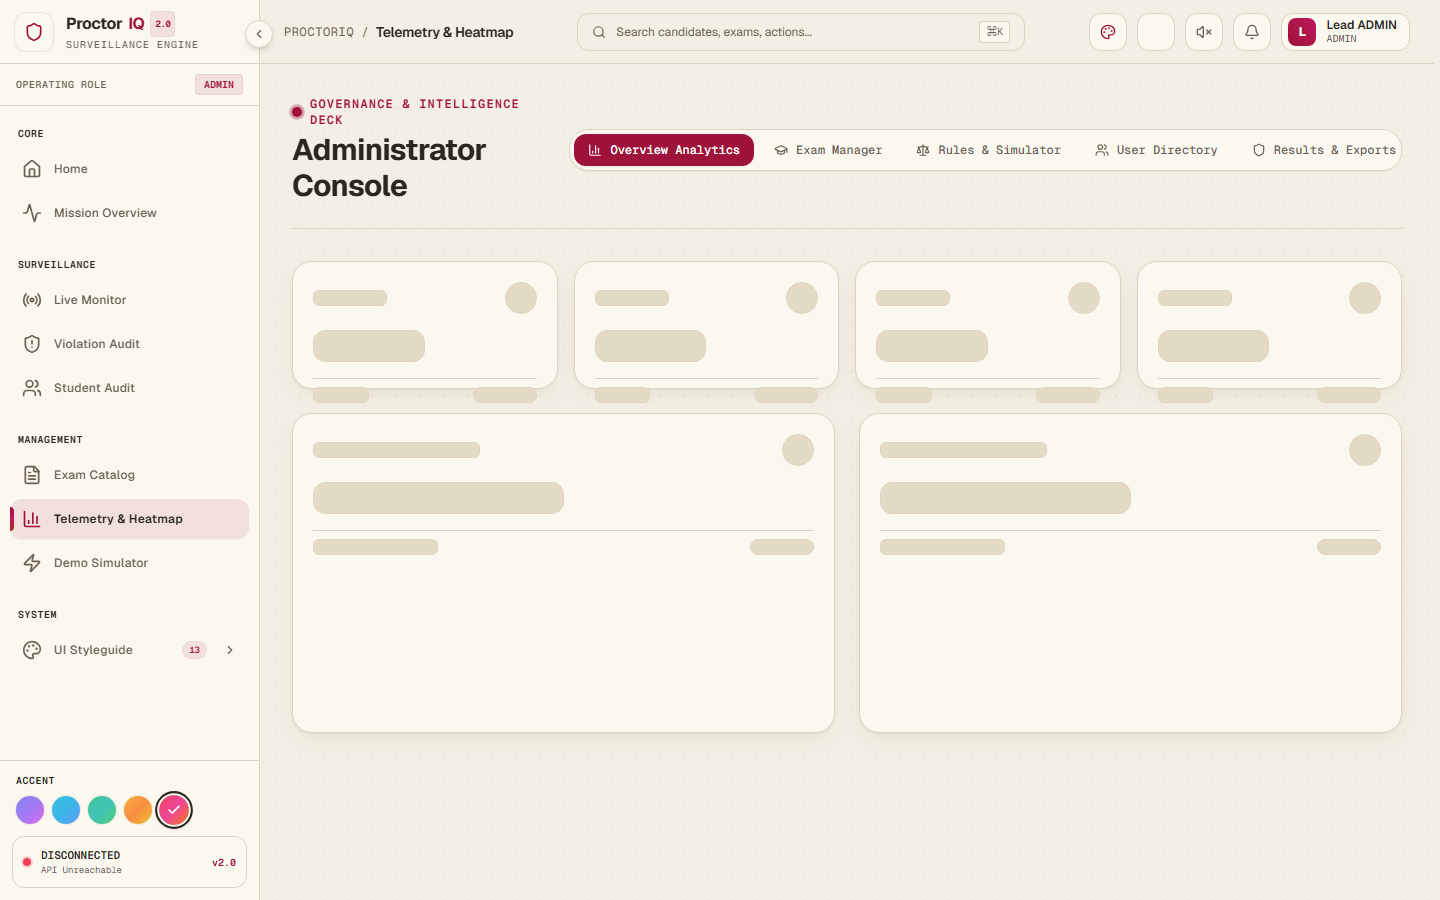 Proctor IQ 2.0
SURVEILLANCE ENGINE
OPERATING ROLE ADMIN
CORE
Home
Mission Overview
SURVEILLANCE
Live Monitor
Violation Audit
Student Audit
MANAGEMENT
Exam Catalog
Telemetry & Heatmap
Demo Simulator
SYSTEM
UI Styleguide 13
ACCENT
DISCONNECTED
API Unreachable
v2.0
PROCTORIQ / Telemetry & Heatmap
Search candidates, exams, actions... ⌘K
L
Lead ADMIN
ADMIN
GOVERNANCE & INTELLIGENCE
DECK
Administrator
Console
Overview Analytics
Exam Manager
Rules & Simulator
User Directory
Results & Exports